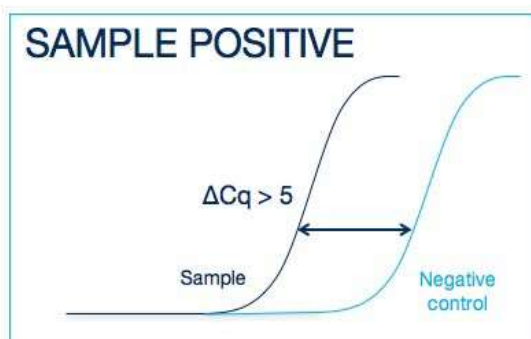 SAMPLE POSITIVE
ΔCq > 5
Sample
Negative
control